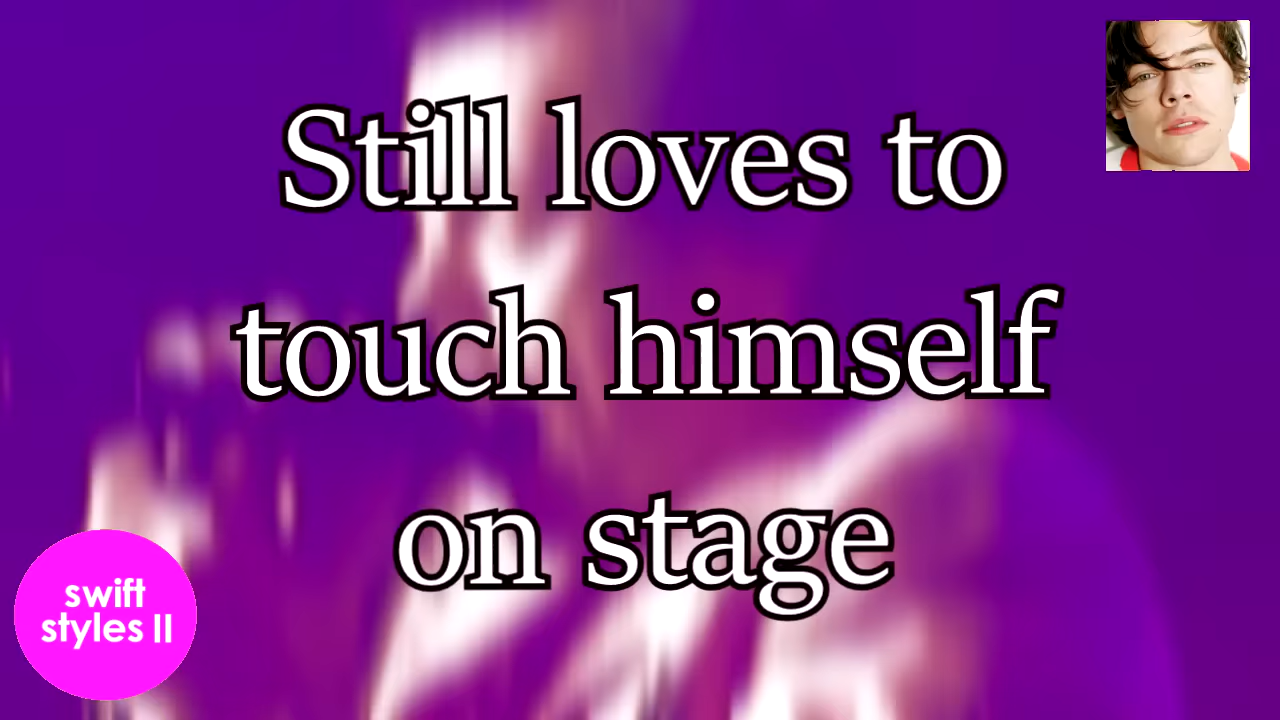 Still loves to
touch himself
on stage
swift
styles II